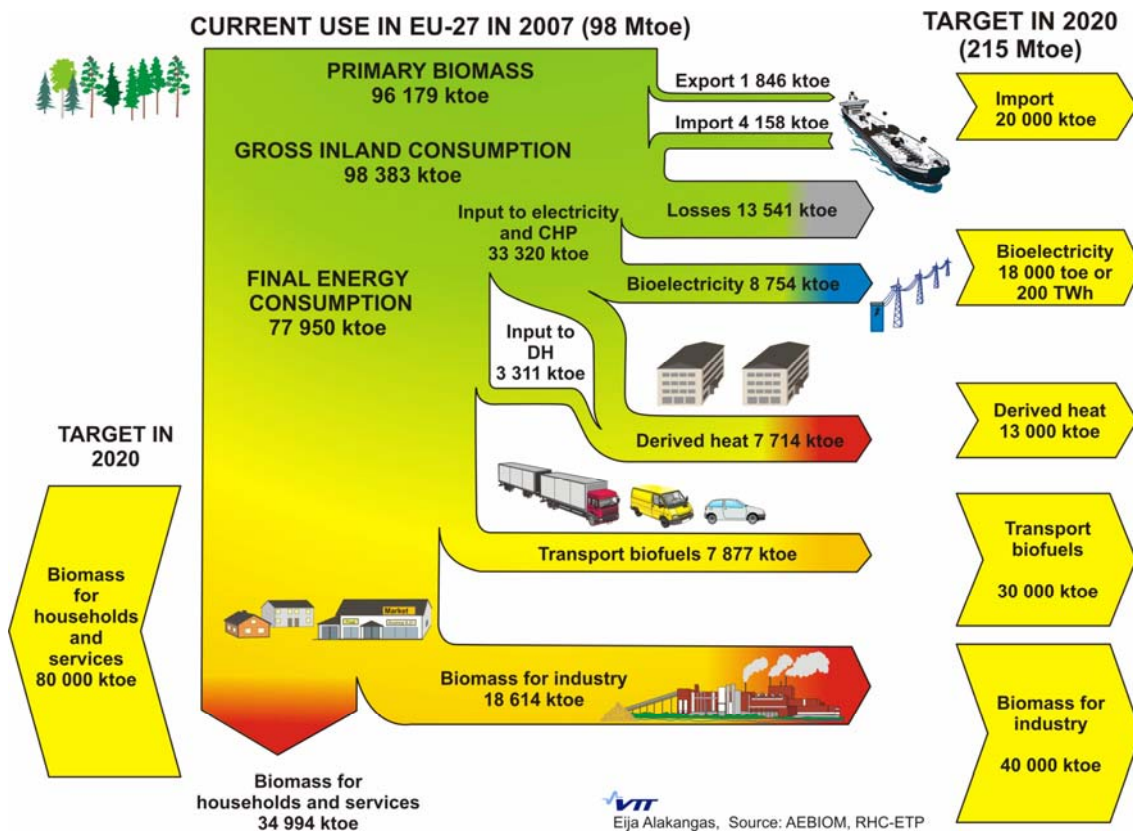 CURRENT USE IN EU-27 IN 2007 (98 Mtoe)
TARGET IN 2020
(215 Mtoe)
PRIMARY BIOMASS
96 179 ktoe
Export 1 846 ktoe
Import 4 158 ktoe
Import
20 000 ktoe
GROSS INLAND CONSUMPTION
98 383 ktoe
Losses 13 541 ktoe
Input to electricity
and CHP
33 320 ktoe
Bioelectricity 8 754 ktoe
Bioelectricity
18 000 toe or
200 TWh
FINAL ENERGY
CONSUMPTION
77 950 ktoe
Input to
DH
3 311 ktoe
Derived heat 7 714 ktoe
Derived heat
13 000 ktoe
TARGET IN
2020
Biomass
for
households
and
services
80 000 ktoe
Transport biofuels 7 877 ktoe
Transport
biofuels
30 000 ktoe
Market
Biomass for industry
18 614 ktoe
Biomass for
industry
40 000 ktoe
Biomass for
households and services
34 994 ktoe
VTT
Eija Alakangas, Source: AEBIOM, RHC-ETP